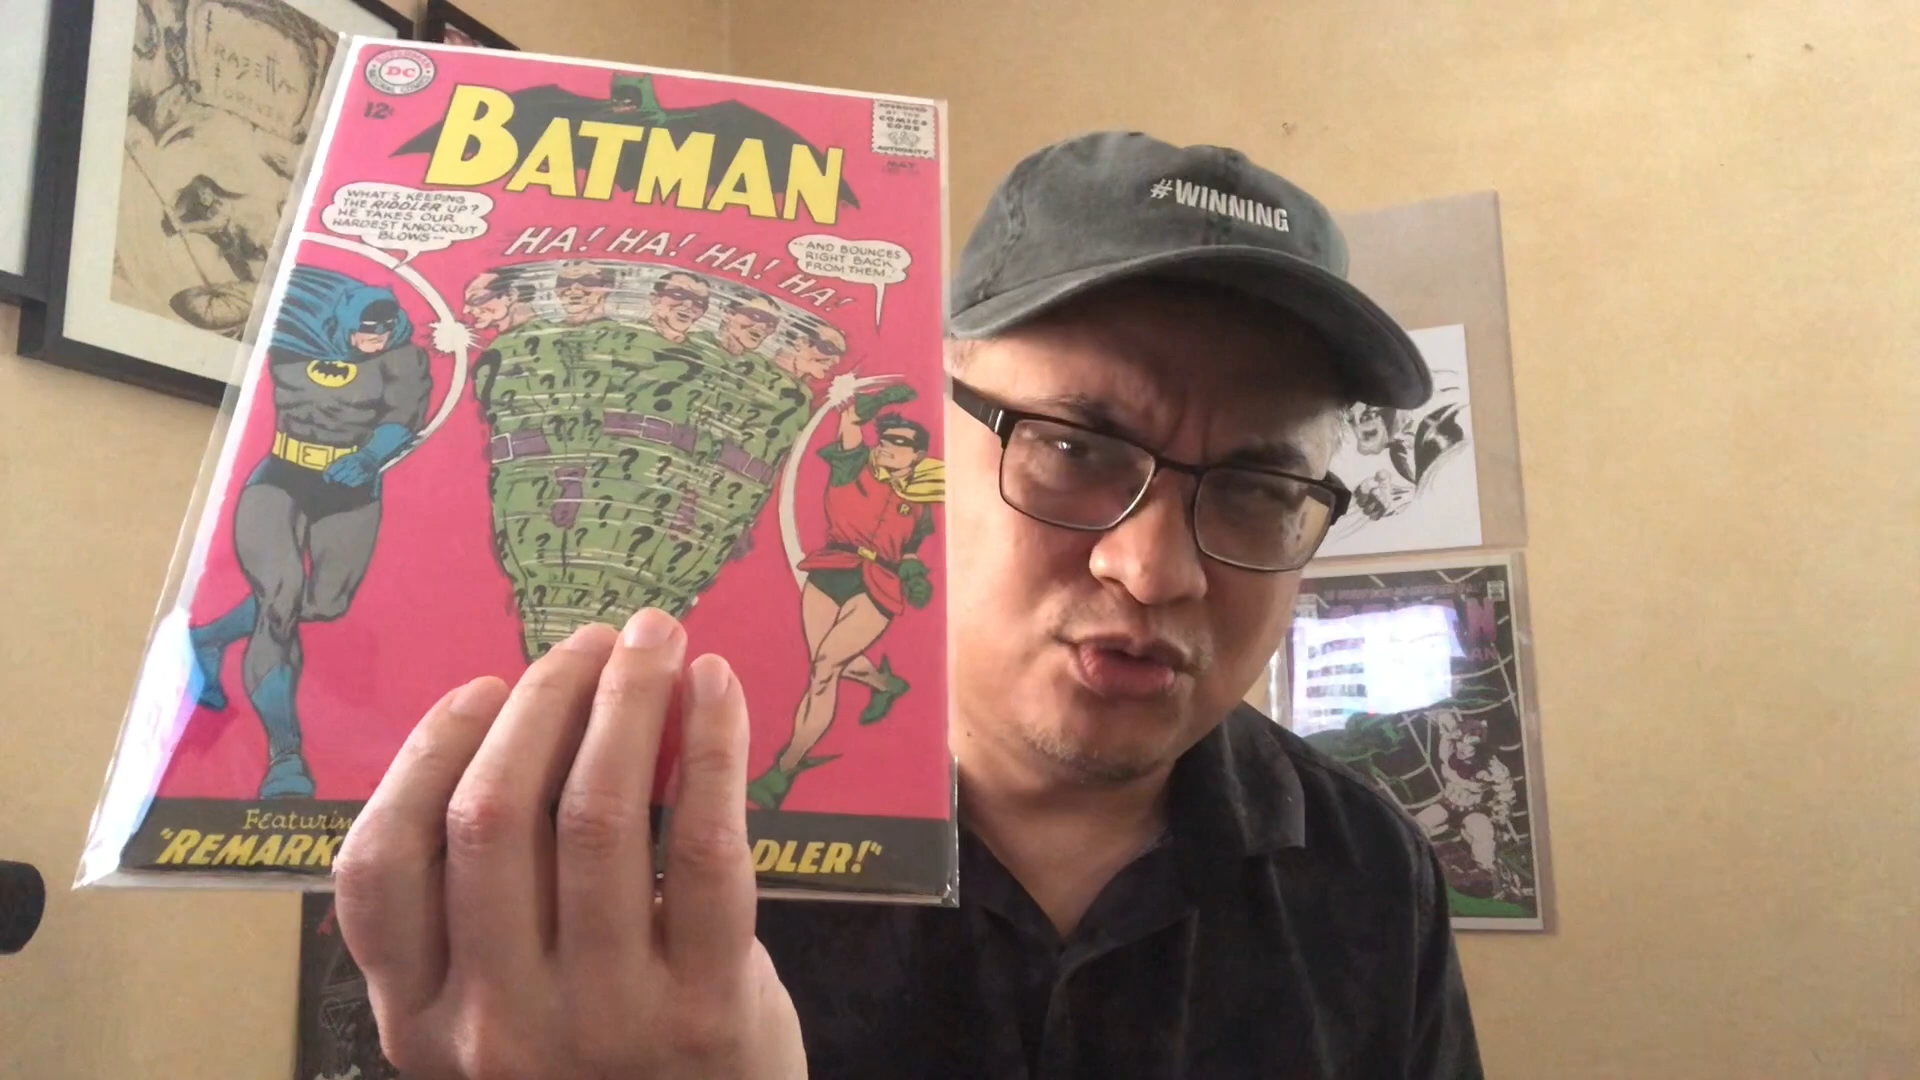 FRAZETTA
DC
12¢
BATMAN
APPROVED
BY THE
COMICS
CODE
AUTHORITY
MAY
WHAT'S KEEPING
THE RIDDLER UP?
HE TAKES OUR
HARDEST KNOCKOUT
BLOWS--
HA! HA! HA! HA!
--AND BOUNCES
RIGHT BACK
FROM THEM!
R
Featurin
"REMARK DLER!"
#WINNING